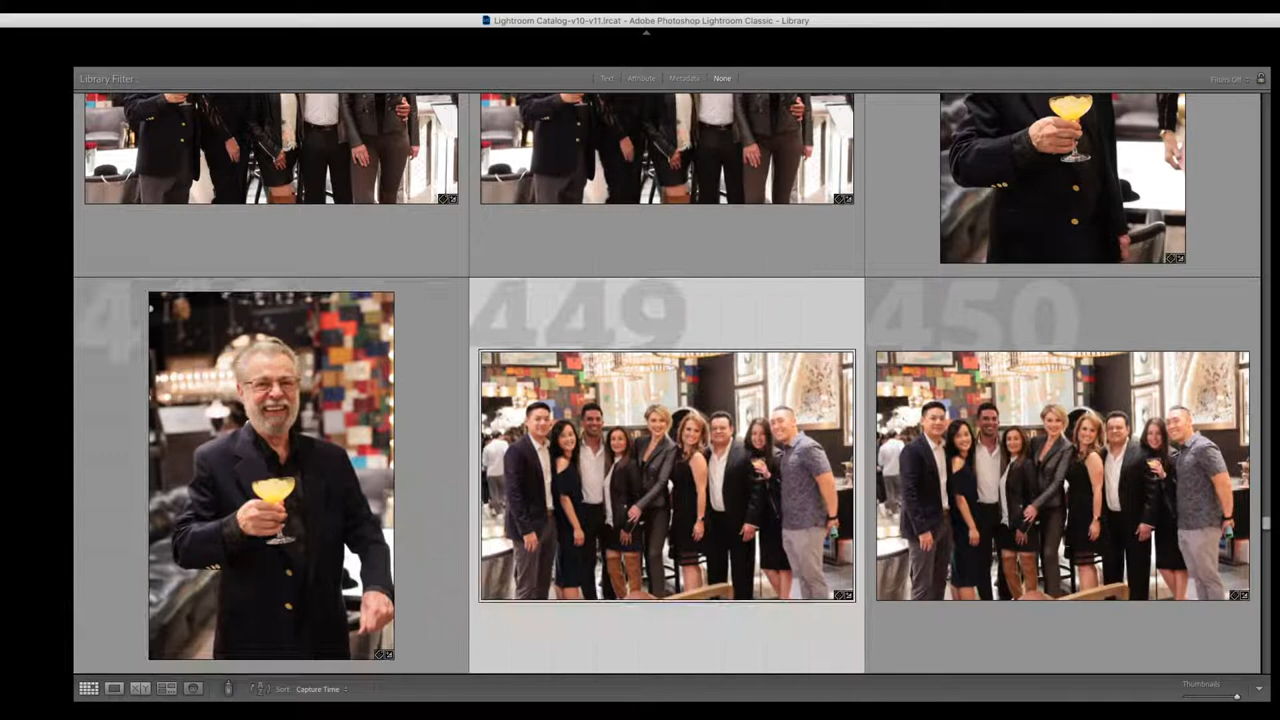 Lightroom Catalog-v10-v11.lrcat - Adobe Photoshop Lightroom Classic - Library
Library Filter:
Text Attribute Metadata None
Filters Off
449
450
Sort: Capture Time
Thumbnails